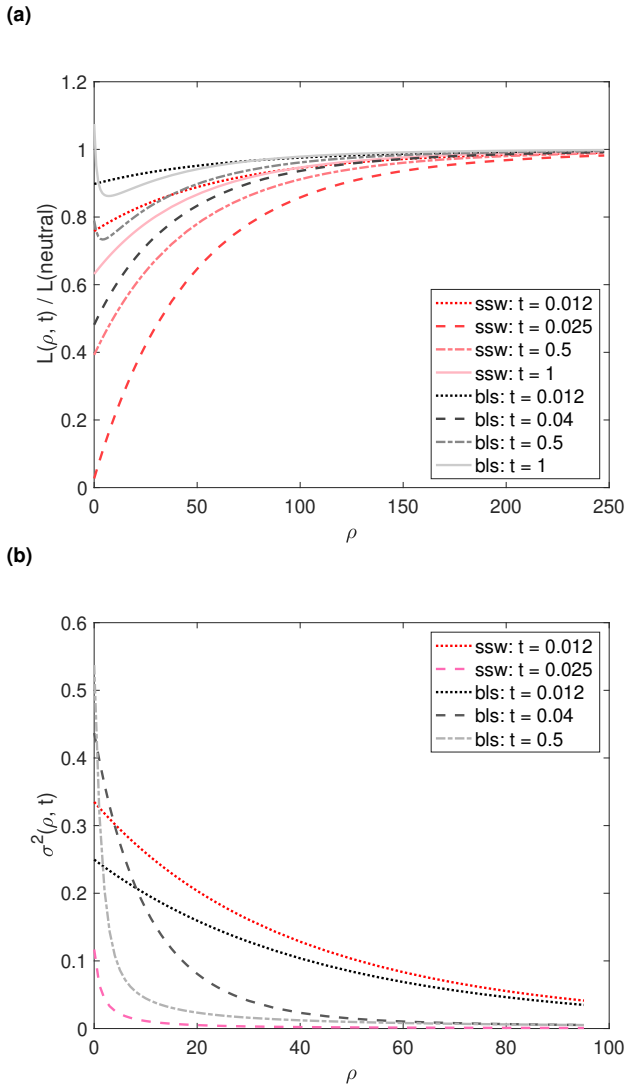 (a)
1.2
1
0.8
0.6
0.4
0.2
0
L(ρ, t) / L(neutral)
ssw: t = 0.012
ssw: t = 0.025
ssw: t = 0.5
ssw: t = 1
bls: t = 0.012
bls: t = 0.04
bls: t = 0.5
bls: t = 1
0 50 100 150 200 250
ρ
(b)
0.6
0.5
0.4
0.3
0.2
0.1
0
σ²(ρ, t)
ssw: t = 0.012
ssw: t = 0.025
bls: t = 0.012
bls: t = 0.04
bls: t = 0.5
0 20 40 60 80 100
ρ